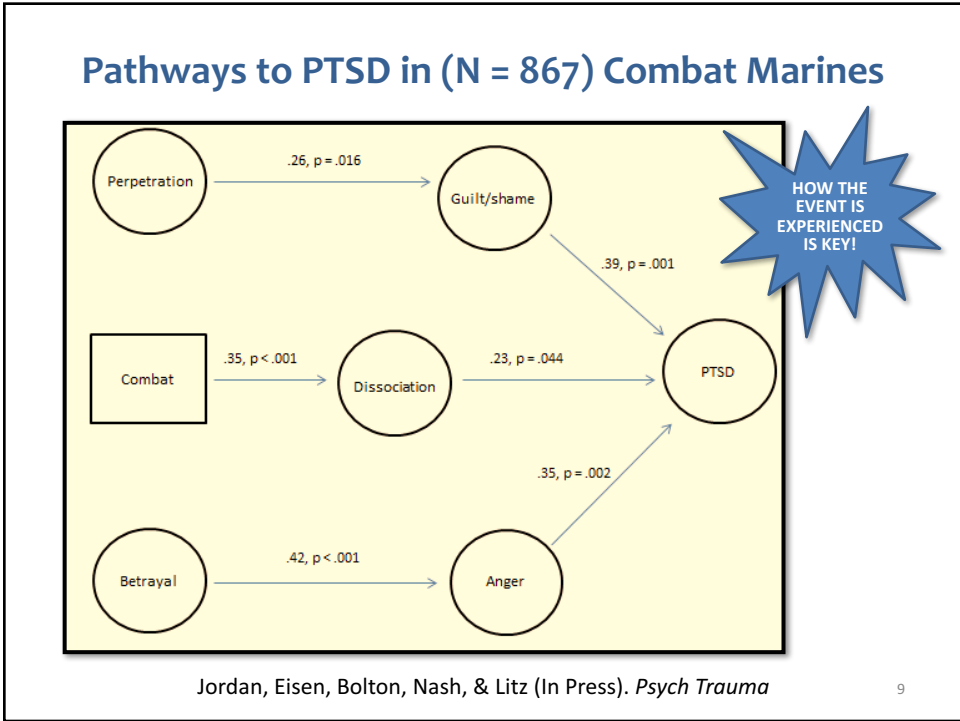 Pathways to PTSD in (N = 867) Combat Marines
HOW THE
EVENT IS
EXPERIENCED
IS KEY!
Perpetration
.26, p = .016
Guilt/shame
.39, p = .001
Combat
.35, p < .001
Dissociation
.23, p = .044
PTSD
.35, p = .002
Betrayal
.42, p < .001
Anger
Jordan, Eisen, Bolton, Nash, & Litz (In Press). Psych Trauma
9